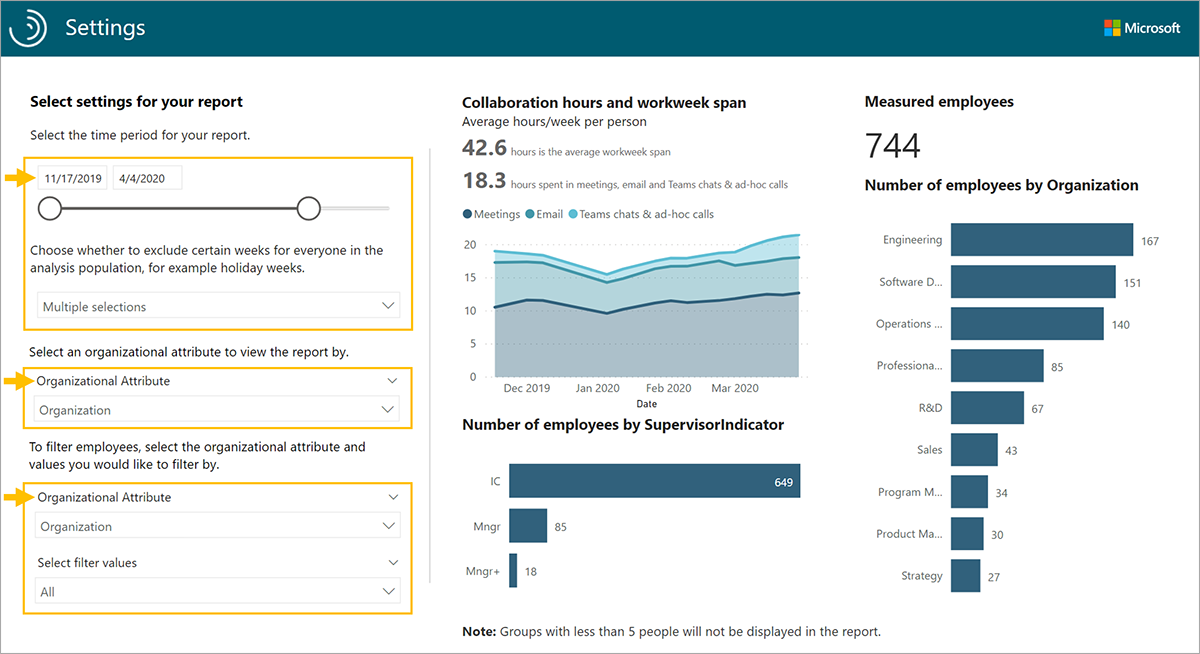 Settings
Microsoft
Select settings for your report
Select the time period for your report.
11/17/2019
4/4/2020
Choose whether to exclude certain weeks for everyone in the
analysis population, for example holiday weeks.
Multiple selections
Select an organizational attribute to view the report by.
Organizational Attribute
Organization
To filter employees, select the organizational attribute and
values you would like to filter by.
Organizational Attribute
Organization
Select filter values
All
Collaboration hours and workweek span
Average hours/week per person
42.6 hours is the average workweek span
18.3 hours spent in meetings, email and Teams chats & ad-hoc calls
Meetings Email Teams chats & ad-hoc calls
20
15
10
5
0
Dec 2019 Jan 2020 Feb 2020 Mar 2020
Date
Number of employees by SupervisorIndicator
IC 649
Mngr 85
Mngr+ 18
Note: Groups with less than 5 people will not be displayed in the report.
Measured employees
744
Number of employees by Organization
Engineering 167
Software D... 151
Operations ... 140
Professiona... 85
R&D 67
Sales 43
Program M... 34
Product Ma... 30
Strategy 27